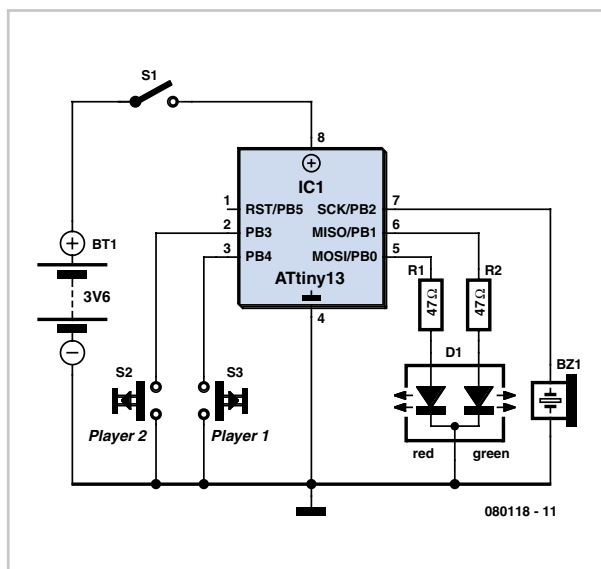 S1
8
IC1
1
RST/PB5
SCK/PB2
7
2
PB3
MISO/PB1
6
3
PB4
MOSI/PB0
5
ATtiny13
4
BT1
3V6
R1
R2
47Ω
47Ω
D1
BZ1
S2
S3
Player 2
Player 1
red
green
080118 - 11